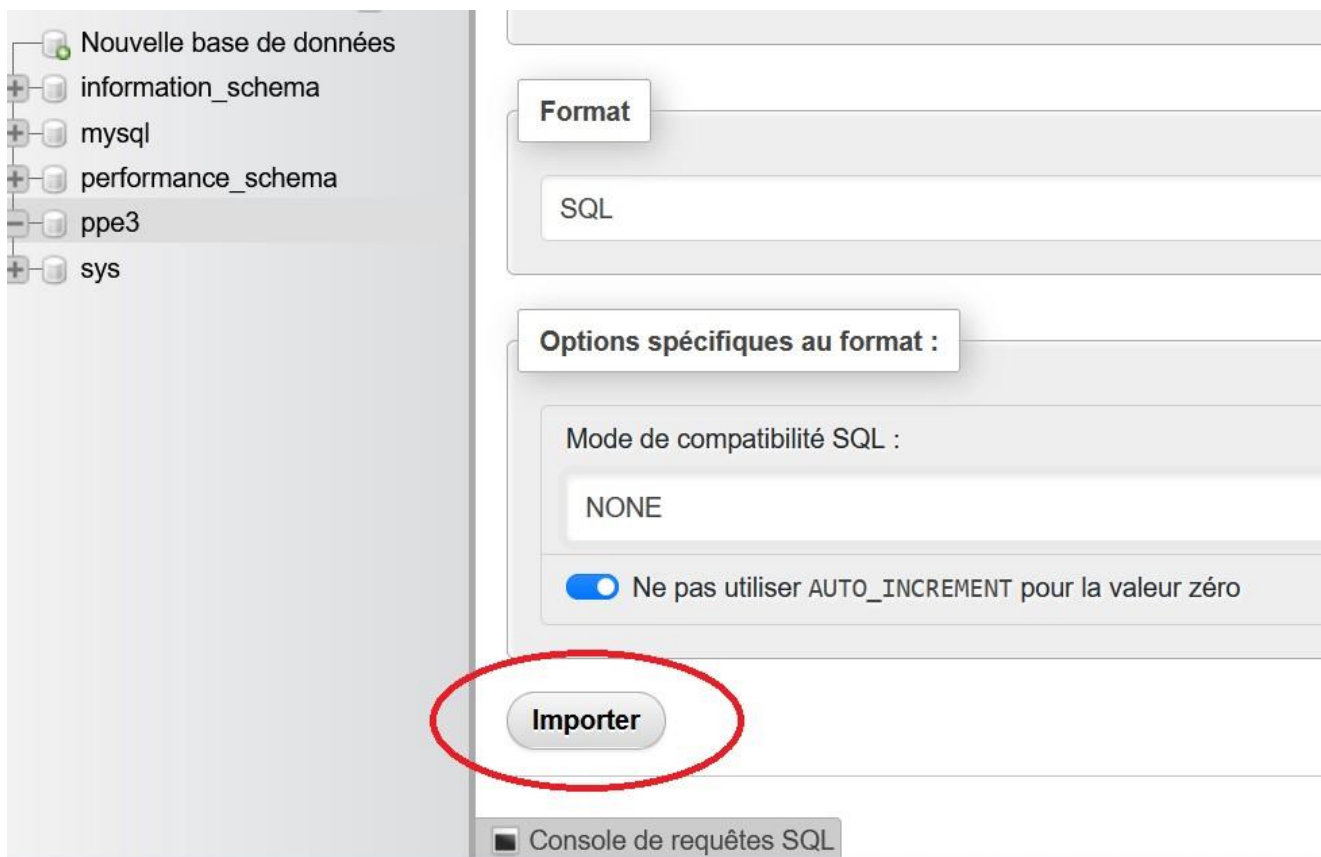 Nouvelle base de données
information_schema
mysql
performance_schema
ppe3
sys
Format
SQL
Options spécifiques au format :
Mode de compatibilité SQL :
NONE
Ne pas utiliser AUTO_INCREMENT pour la valeur zéro
Importer
Console de requêtes SQL